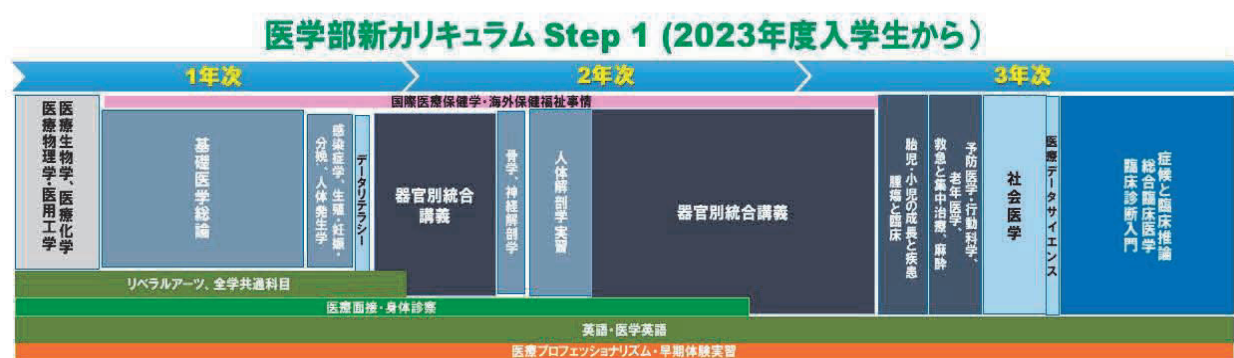 医学部新カリキュラム Step 1 (2023年度入学生から)
1年次
2年次
3年次
国際医療保健学・海外保健福祉事情
医療生物学、医療化学
医療物理学・医用工学
基礎医学総論
感染症学、生殖・妊娠・
分娩、人体発生学
データリテラシー
器官別統合
講義
骨学、神経解剖学
人体解剖学実習
器官別統合講義
胎児・小児の成長と疾患
腫瘍と臨床
予防医学・行動科学、
老年医学、
救急と集中治療、麻酔
社会医学
医療データサイエンス
症候と臨床推論
総合臨床医学
臨床診断入門
リベラルアーツ、全学共通科目
医療面接・身体診察
英語・医学英語
医療プロフェッショナリズム・早期体験実習